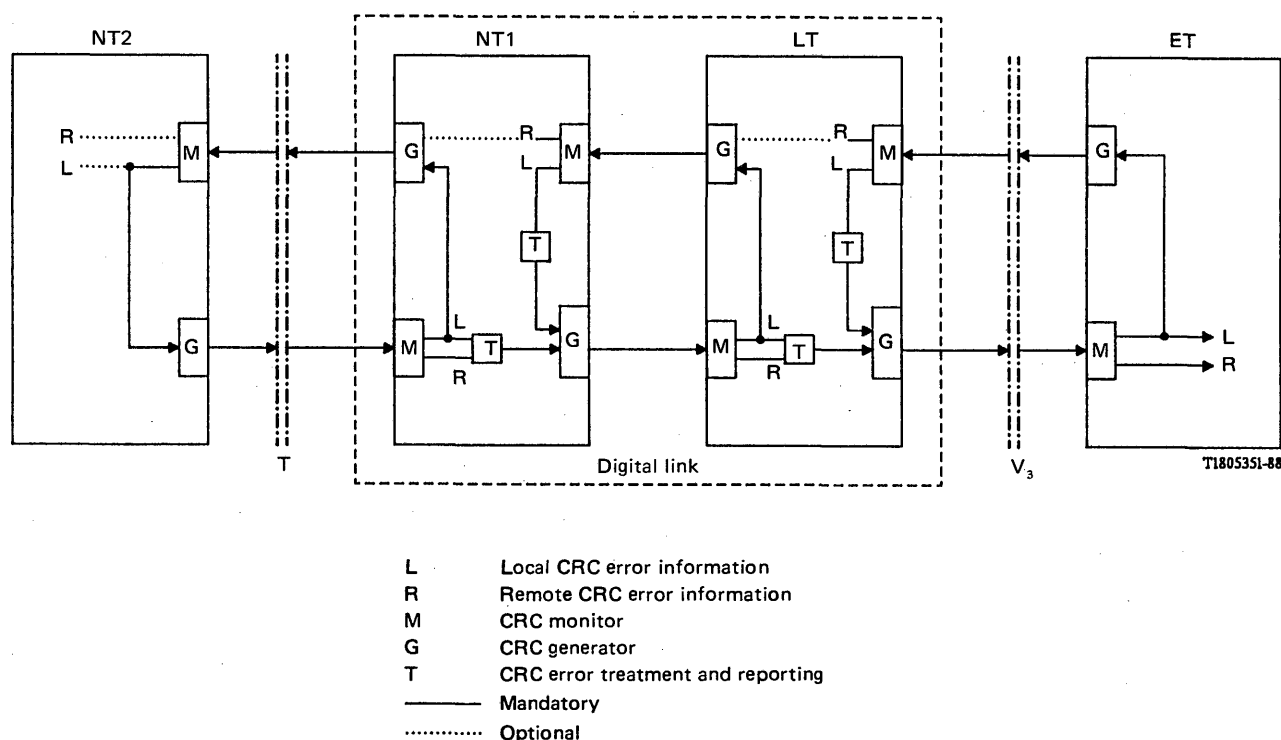 NT2
NT1
LT
ET
R
L
M
G
G
R
L
M
T
M
L
R
T
G
G
R
L
M
T
M
L
R
T
G
G
M
L
R
T
Digital link
V3
T1805351-88
L Local CRC error information
R Remote CRC error information
M CRC monitor
G CRC generator
T CRC error treatment and reporting
Mandatory
Optional